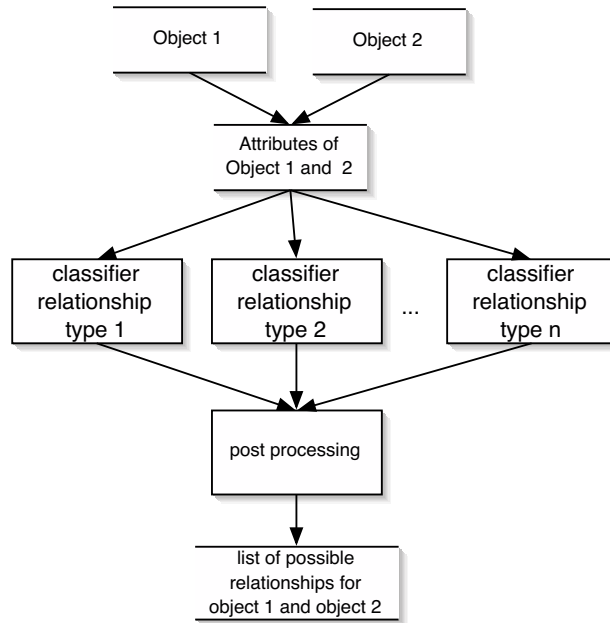 Object 1
Object 2
Attributes of
Object 1 and 2
classifier
relationship
type 1
classifier
relationship
type 2
...
classifier
relationship
type n
post processing
list of possible
relationships for
object 1 and object 2